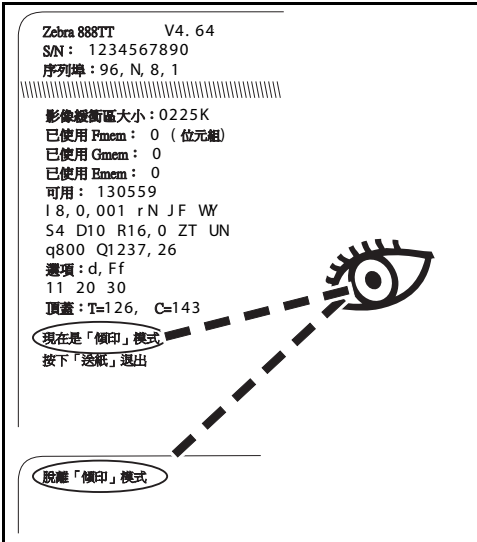 Zebra 888TT V4.64
S/N： 1234567890
序列埠：96,N,8,1
影像緩衝區大小：0225K
已使用 Fmem： 0 （位元組）
已使用 Gmem： 0
已使用 Emem： 0
可用： 130559
I8,0,001 rN JF WY
S4 D10 R16,0 ZT UN
q800 Q1237,26
選項：d,Ff
11 20 30
頂蓋：T=126, C=143
現在是「傾印」模式
按下「送紙」退出
脫離「傾印」模式